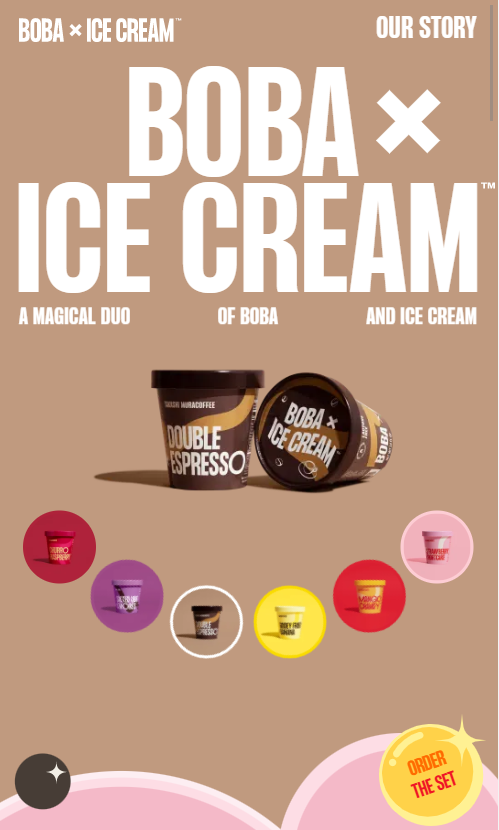 BOBA × ICE CREAM™
OUR STORY
BOBA ×
ICE CREAM™
A MAGICAL DUO OF BOBA AND ICE CREAM
DOUBLE
ESPRESSO
BOBA ×
ICE CREAM
BOBA
ORDER
THE SET